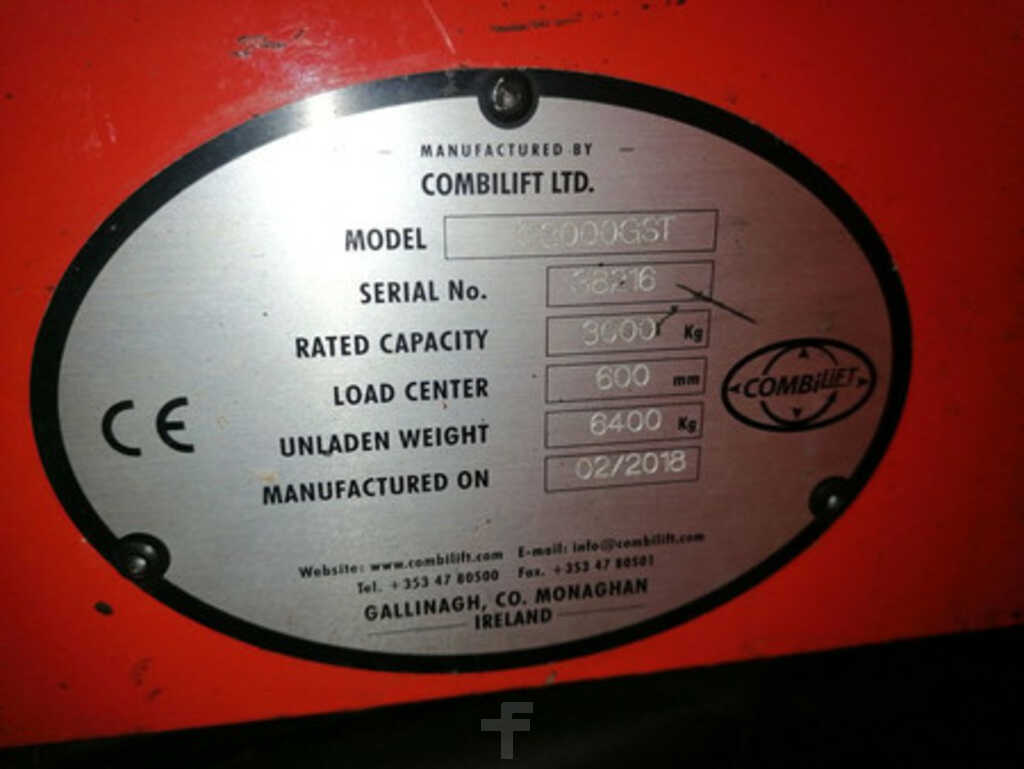 MANUFACTURED BY
COMBILIFT LTD.
MODEL
SERIAL No. 38216
RATED CAPACITY 3000 Kg
LOAD CENTER 600 mm
UNLADEN WEIGHT 6400 Kg
MANUFACTURED ON 02/2018
CE
COMBiLIFT
Website: www.combilift.com E-mail: info@combilift.com
Tel. +353 47 80500 Fax. +353 47 80501
GALLINAGH, CO. MONAGHAN
IRELAND